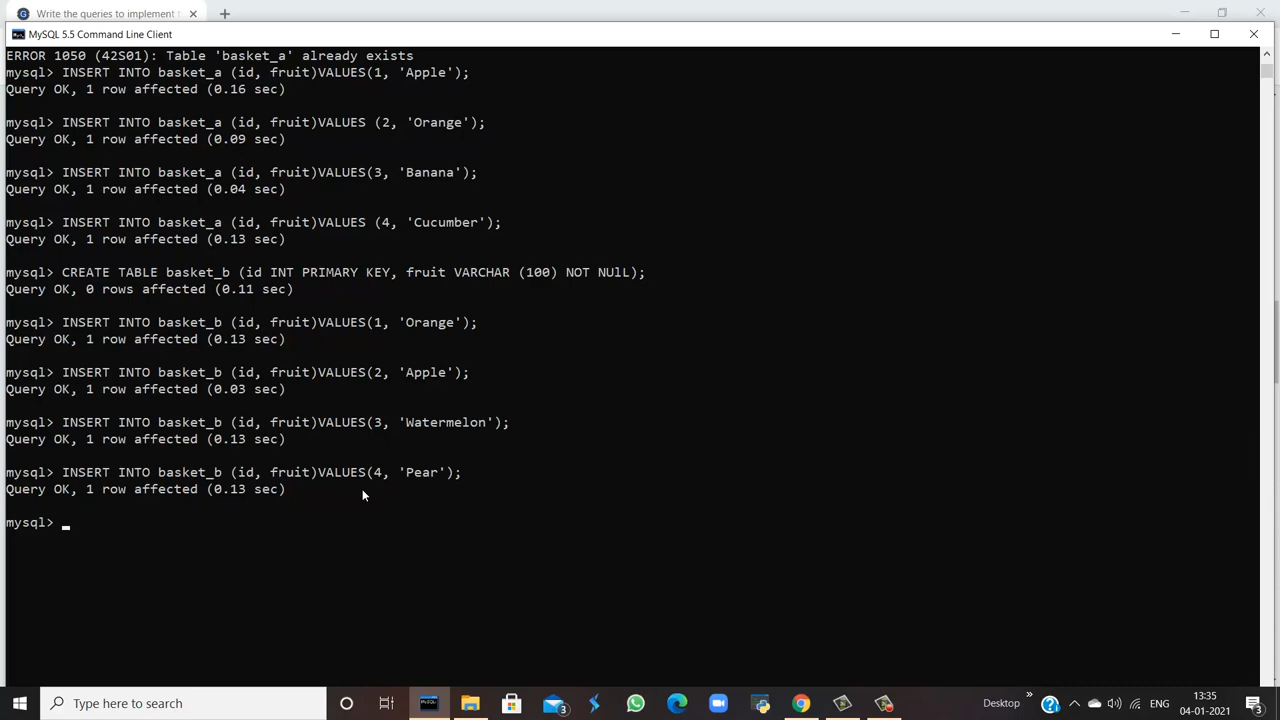 Write the queries to implement t
MySQL 5.5 Command Line Client
ERROR 1050 (42S01): Table 'basket_a' already exists
mysql> INSERT INTO basket_a (id, fruit)VALUES(1, 'Apple');
Query OK, 1 row affected (0.16 sec)
mysql> INSERT INTO basket_a (id, fruit)VALUES (2, 'Orange');
Query OK, 1 row affected (0.09 sec)
mysql> INSERT INTO basket_a (id, fruit)VALUES(3, 'Banana');
Query OK, 1 row affected (0.04 sec)
mysql> INSERT INTO basket_a (id, fruit)VALUES (4, 'Cucumber');
Query OK, 1 row affected (0.13 sec)
mysql> CREATE TABLE basket_b (id INT PRIMARY KEY, fruit VARCHAR (100) NOT NUlL);
Query OK, 0 rows affected (0.11 sec)
mysql> INSERT INTO basket_b (id, fruit)VALUES(1, 'Orange');
Query OK, 1 row affected (0.13 sec)
mysql> INSERT INTO basket_b (id, fruit)VALUES(2, 'Apple');
Query OK, 1 row affected (0.03 sec)
mysql> INSERT INTO basket_b (id, fruit)VALUES(3, 'Watermelon');
Query OK, 1 row affected (0.13 sec)
mysql> INSERT INTO basket_b (id, fruit)VALUES(4, 'Pear');
Query OK, 1 row affected (0.13 sec)
mysql>
Type here to search
3
Desktop
ENG
13:35
04-01-2021
3